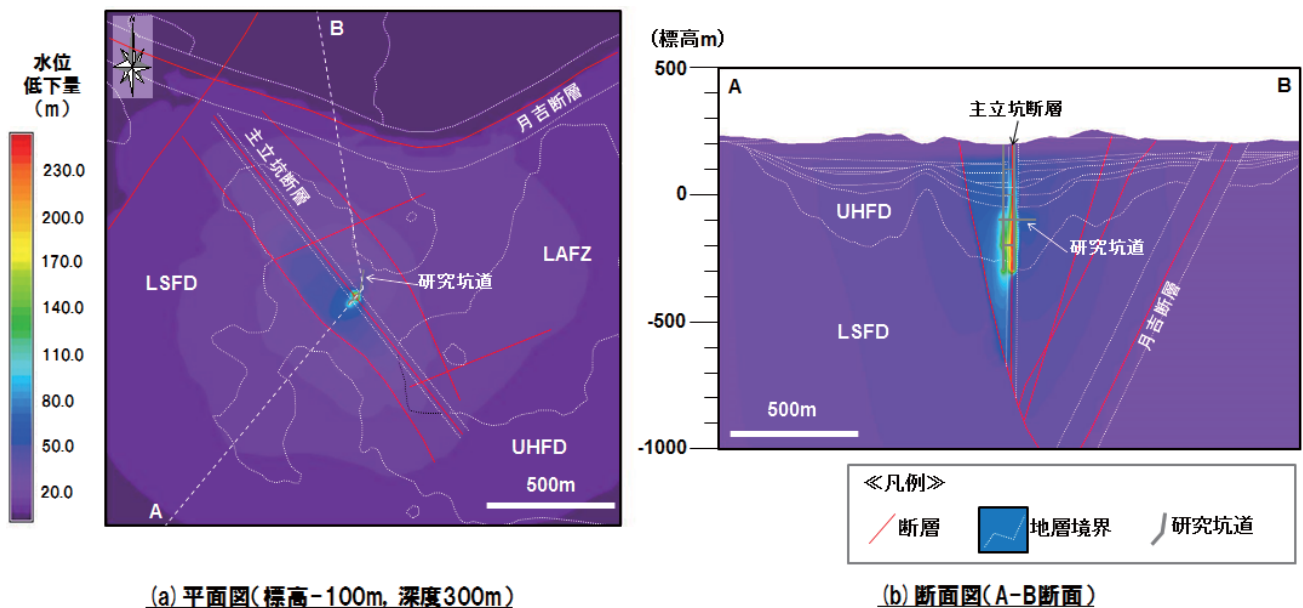 水位
低下量
(m)
230.0
200.0
170.0
140.0
110.0
80.0
50.0
20.0
B
月吉断層
主立坑断層
LAFZ
研究坑道
LSFD
UHFD
500m
A
(a)平面図(標高-100m, 深度300m)
(標高m)
500
0
-500
-1000
A
B
主立坑断層
UHFD
研究坑道
LSFD
月吉断層
500m
≪凡例≫
断層
地層境界
研究坑道
(b)断面図(A-B断面)